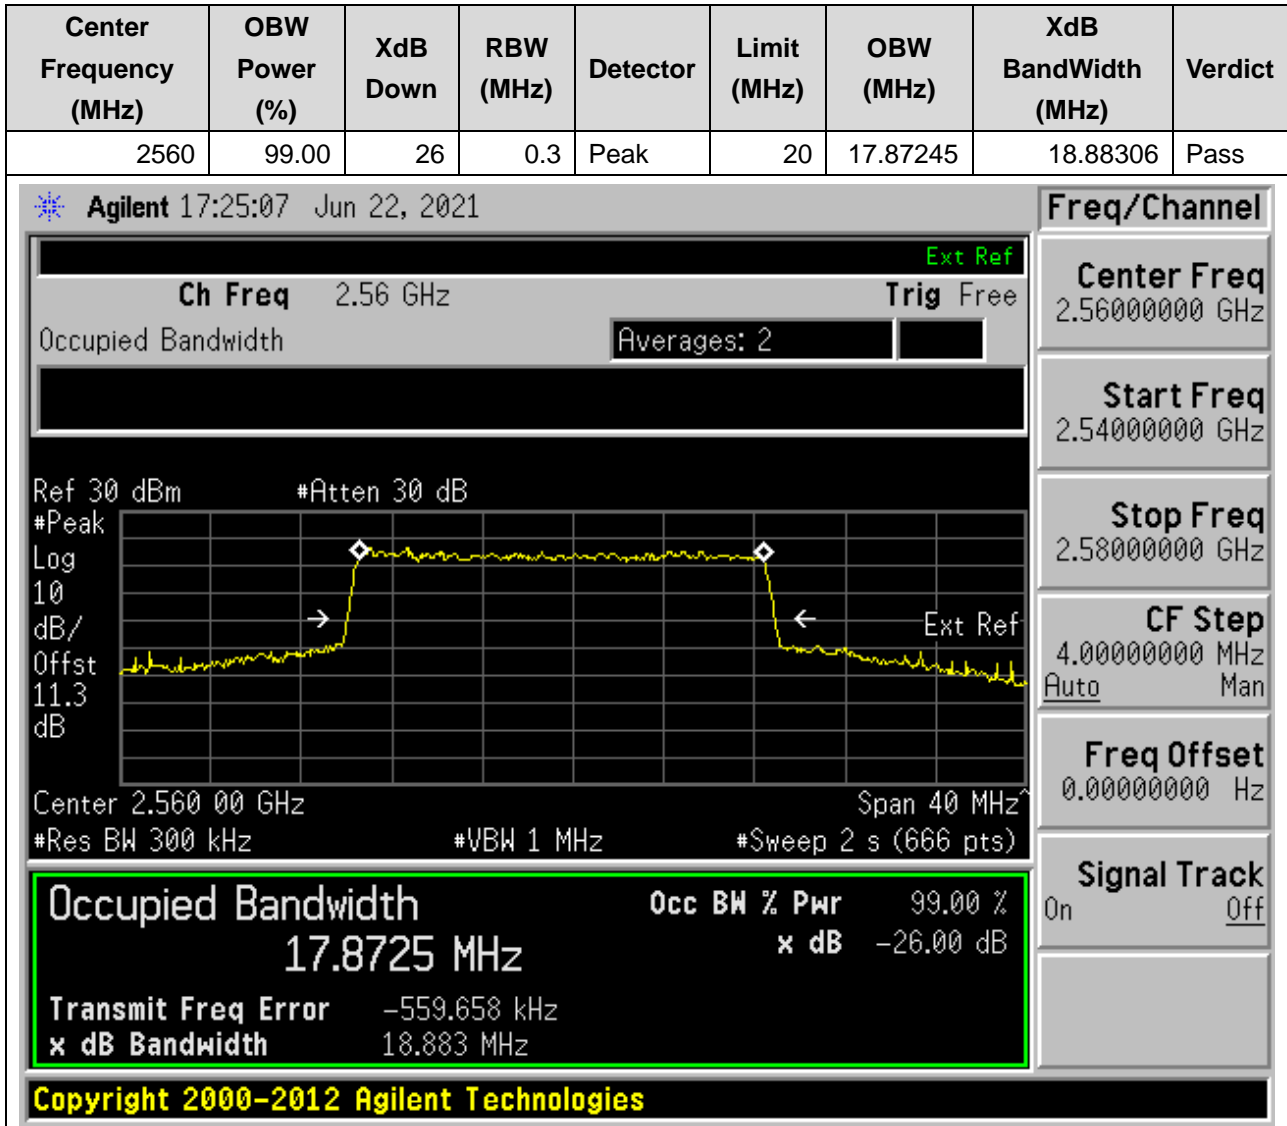 Center Frequency (MHz) OBW Power (%) XdB Down RBW (MHz) Detector Limit (MHz) OBW (MHz) XdB BandWidth (MHz) Verdict
2560 99.00 26 0.3 Peak 20 17.87245 18.88306 Pass
Agilent 17:25:07 Jun 22, 2021
Ext Ref
Ch Freq 2.56 GHz Trig Free
Occupied Bandwidth Averages: 2
Ref 30 dBm #Atten 30 dB
#Peak
Log
10
dB/
Offst
11.3
dB
Ext Ref
Center 2.560 00 GHz Span 40 MHz^
#Res BW 300 kHz #VBW 1 MHz #Sweep 2 s (666 pts)
Occupied Bandwidth
17.8725 MHz
Occ BW % Pwr 99.00 %
x dB -26.00 dB
Transmit Freq Error -559.658 kHz
x dB Bandwidth 18.883 MHz
Copyright 2000-2012 Agilent Technologies
Freq/Channel
Center Freq
2.56000000 GHz
Start Freq
2.54000000 GHz
Stop Freq
2.58000000 GHz
CF Step
4.00000000 MHz
Auto Man
Freq Offset
0.00000000 Hz
Signal Track
On Off